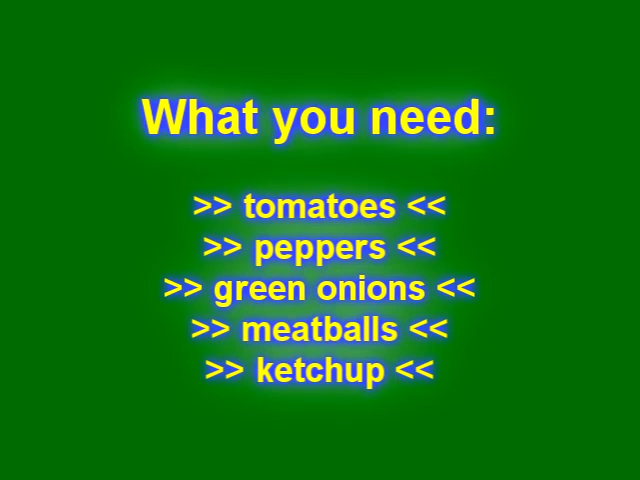 What you need:
>> tomatoes <<
>> peppers <<
>> green onions <<
>> meatballs <<
>> ketchup <<